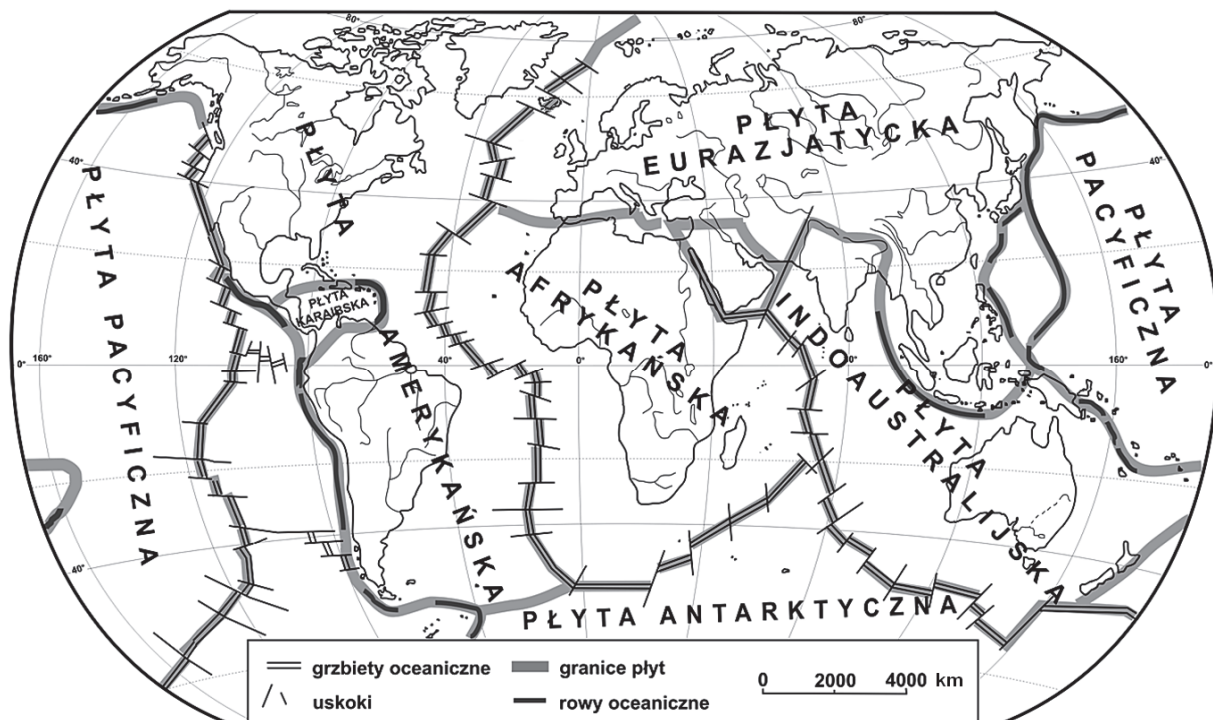 80°
80°
PŁYTA
EURAZJATYCKA
40°
40°
PŁYTA
PŁYTA PACYFICZNA
PŁYTA
PACYFICZNA
PŁYTA
AFRYKAŃSKA
PŁYTA
KARAIBSKA
AMERYKAŃSKA
PŁYTA
INDOAUSTRALIJSKA
0°
160°
120°
40°
0°
80°
160°
0°
40°
PŁYTA ANTARKTYCZNA
grzbiety oceaniczne
granice płyt
0 2000 4000 km
uskoki
rowy oceaniczne